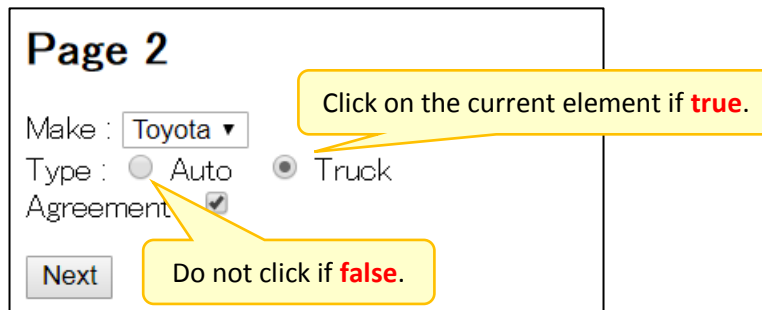 Page 2
Click on the current element if true.
Make : Toyota ▾
Type : Auto Truck
Agreement
Do not click if false.
Next